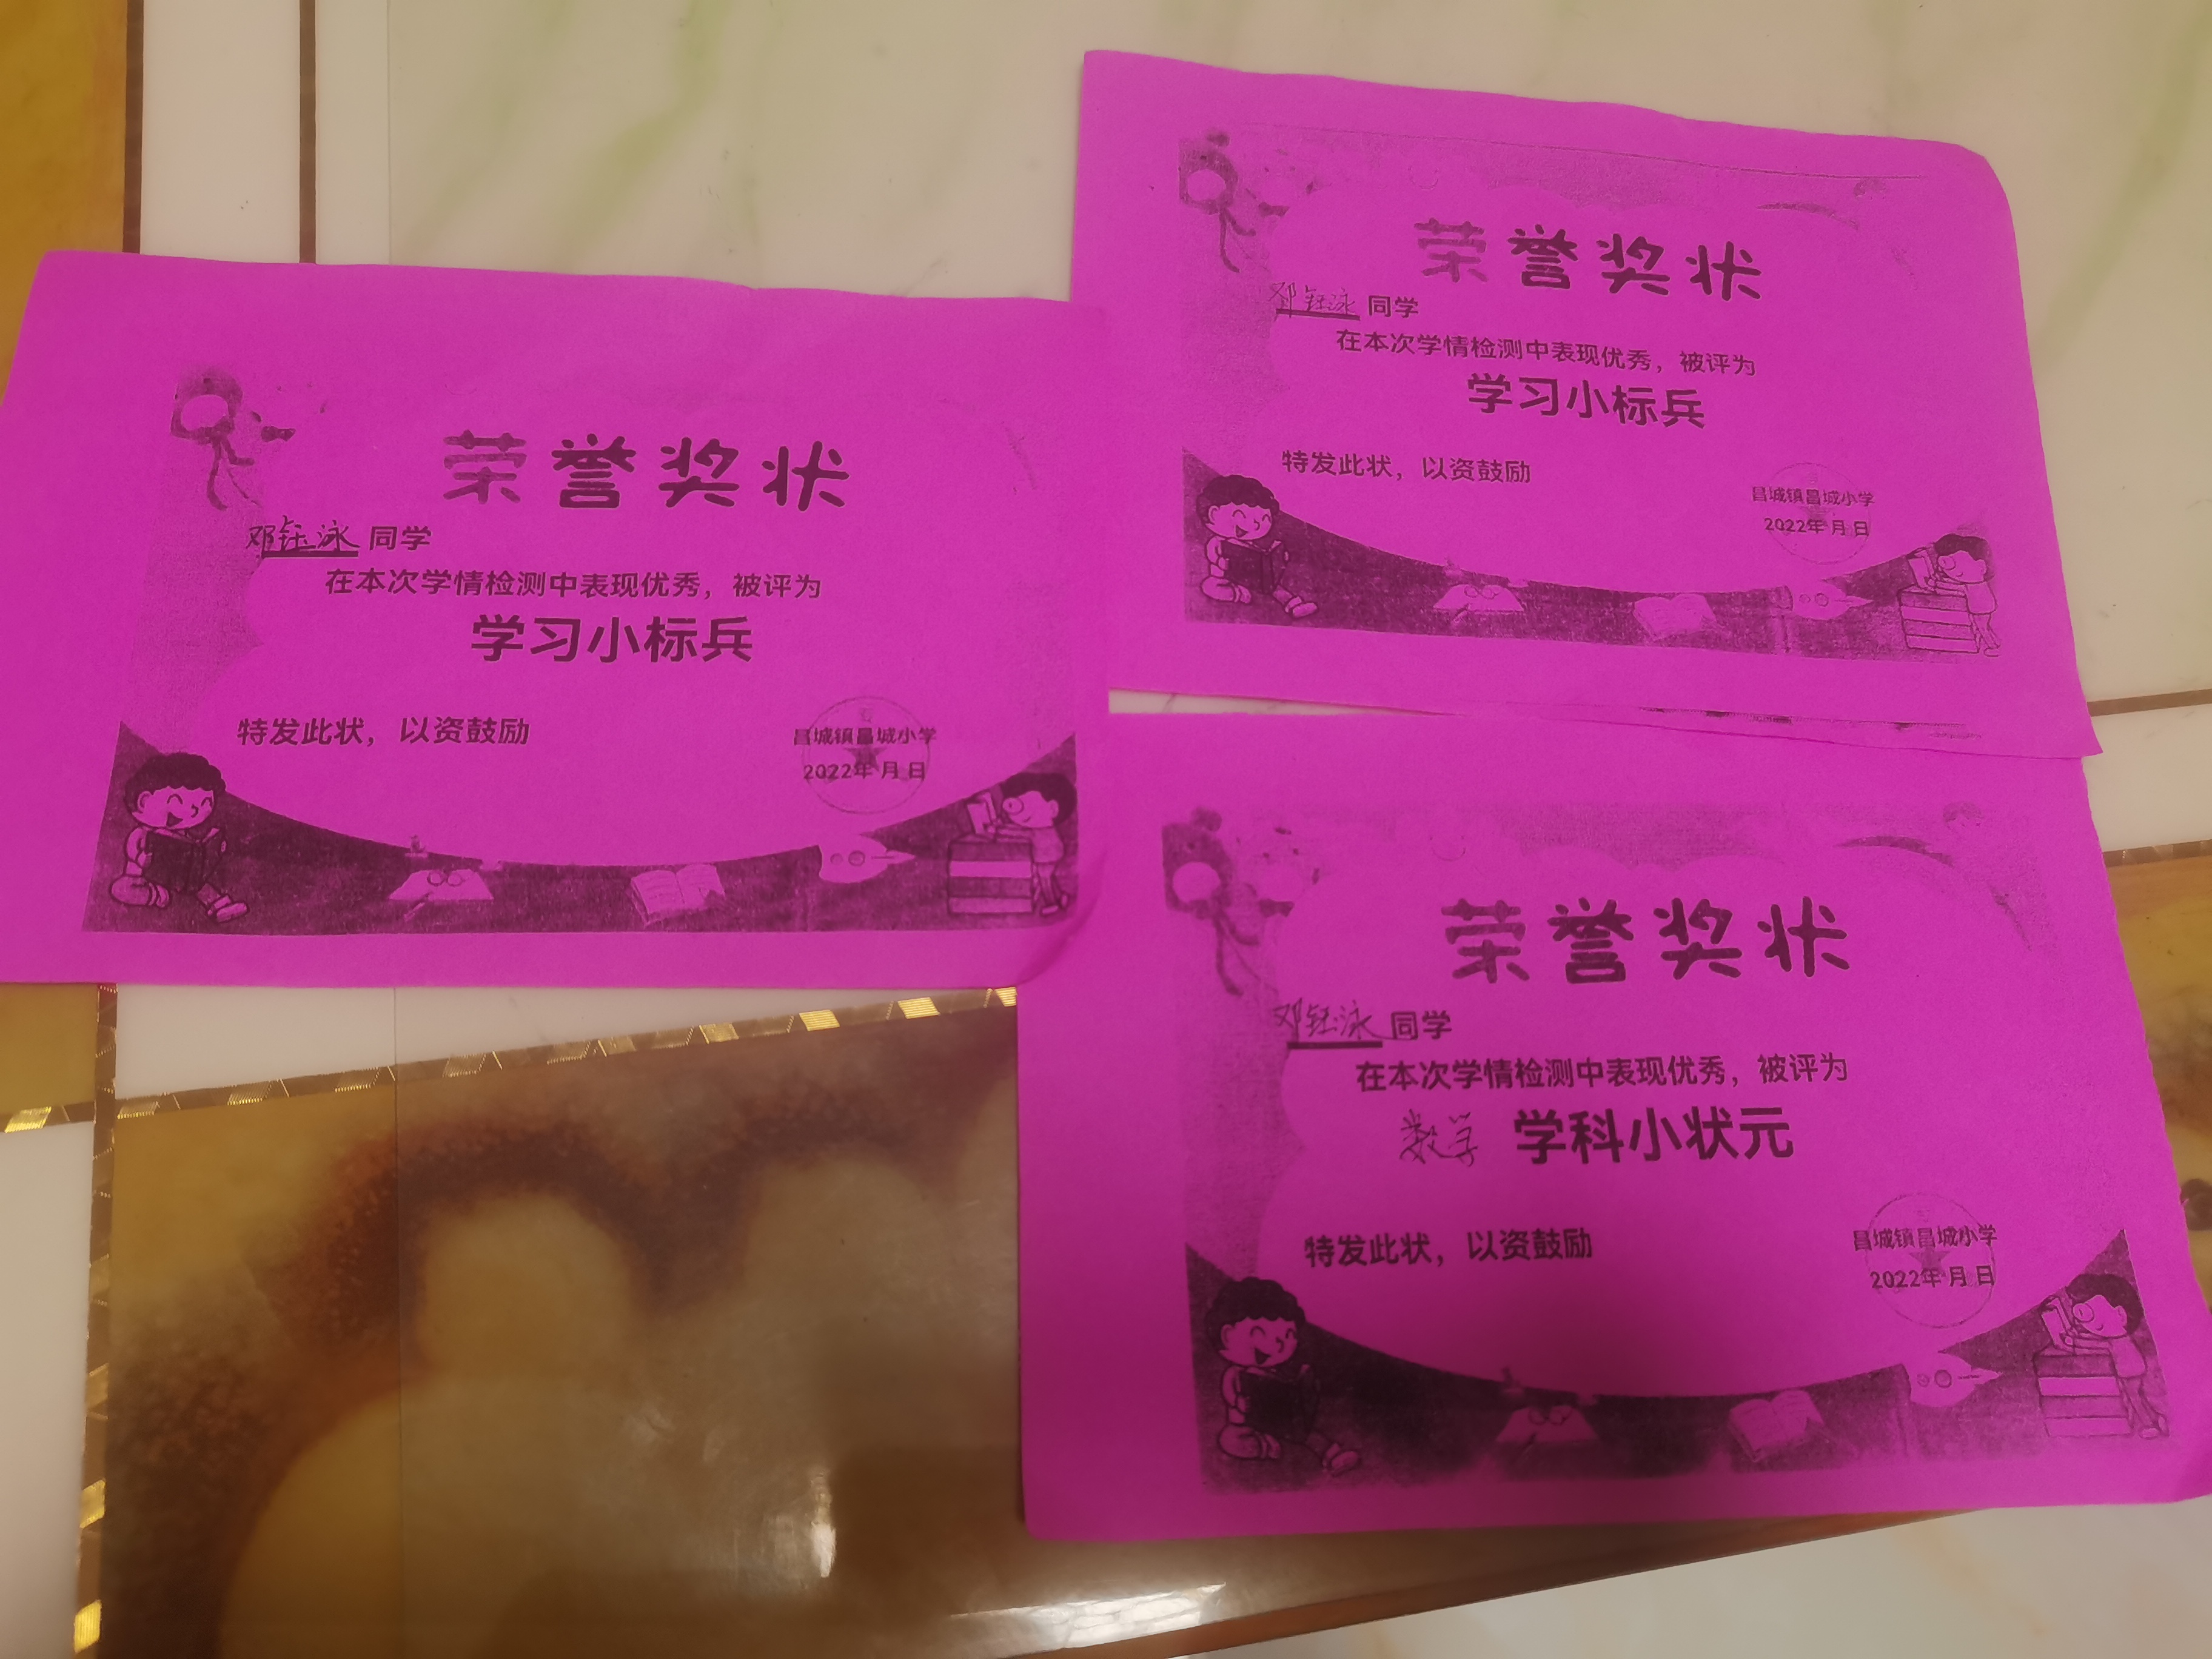 荣誉奖状
邓钰泳 同学
在本次学情检测中表现优秀，被评为
学习小标兵
特发此状，以资鼓励
昌城镇昌城小学
2022年 月 日
荣誉奖状
邓钰泳 同学
在本次学情检测中表现优秀，被评为
学习小标兵
特发此状，以资鼓励
昌城镇昌城小学
2022年 月 日
荣誉奖状
邓钰泳 同学
在本次学情检测中表现优秀，被评为
数学 学科小状元
特发此状，以资鼓励
昌城镇昌城小学
2022年 月 日